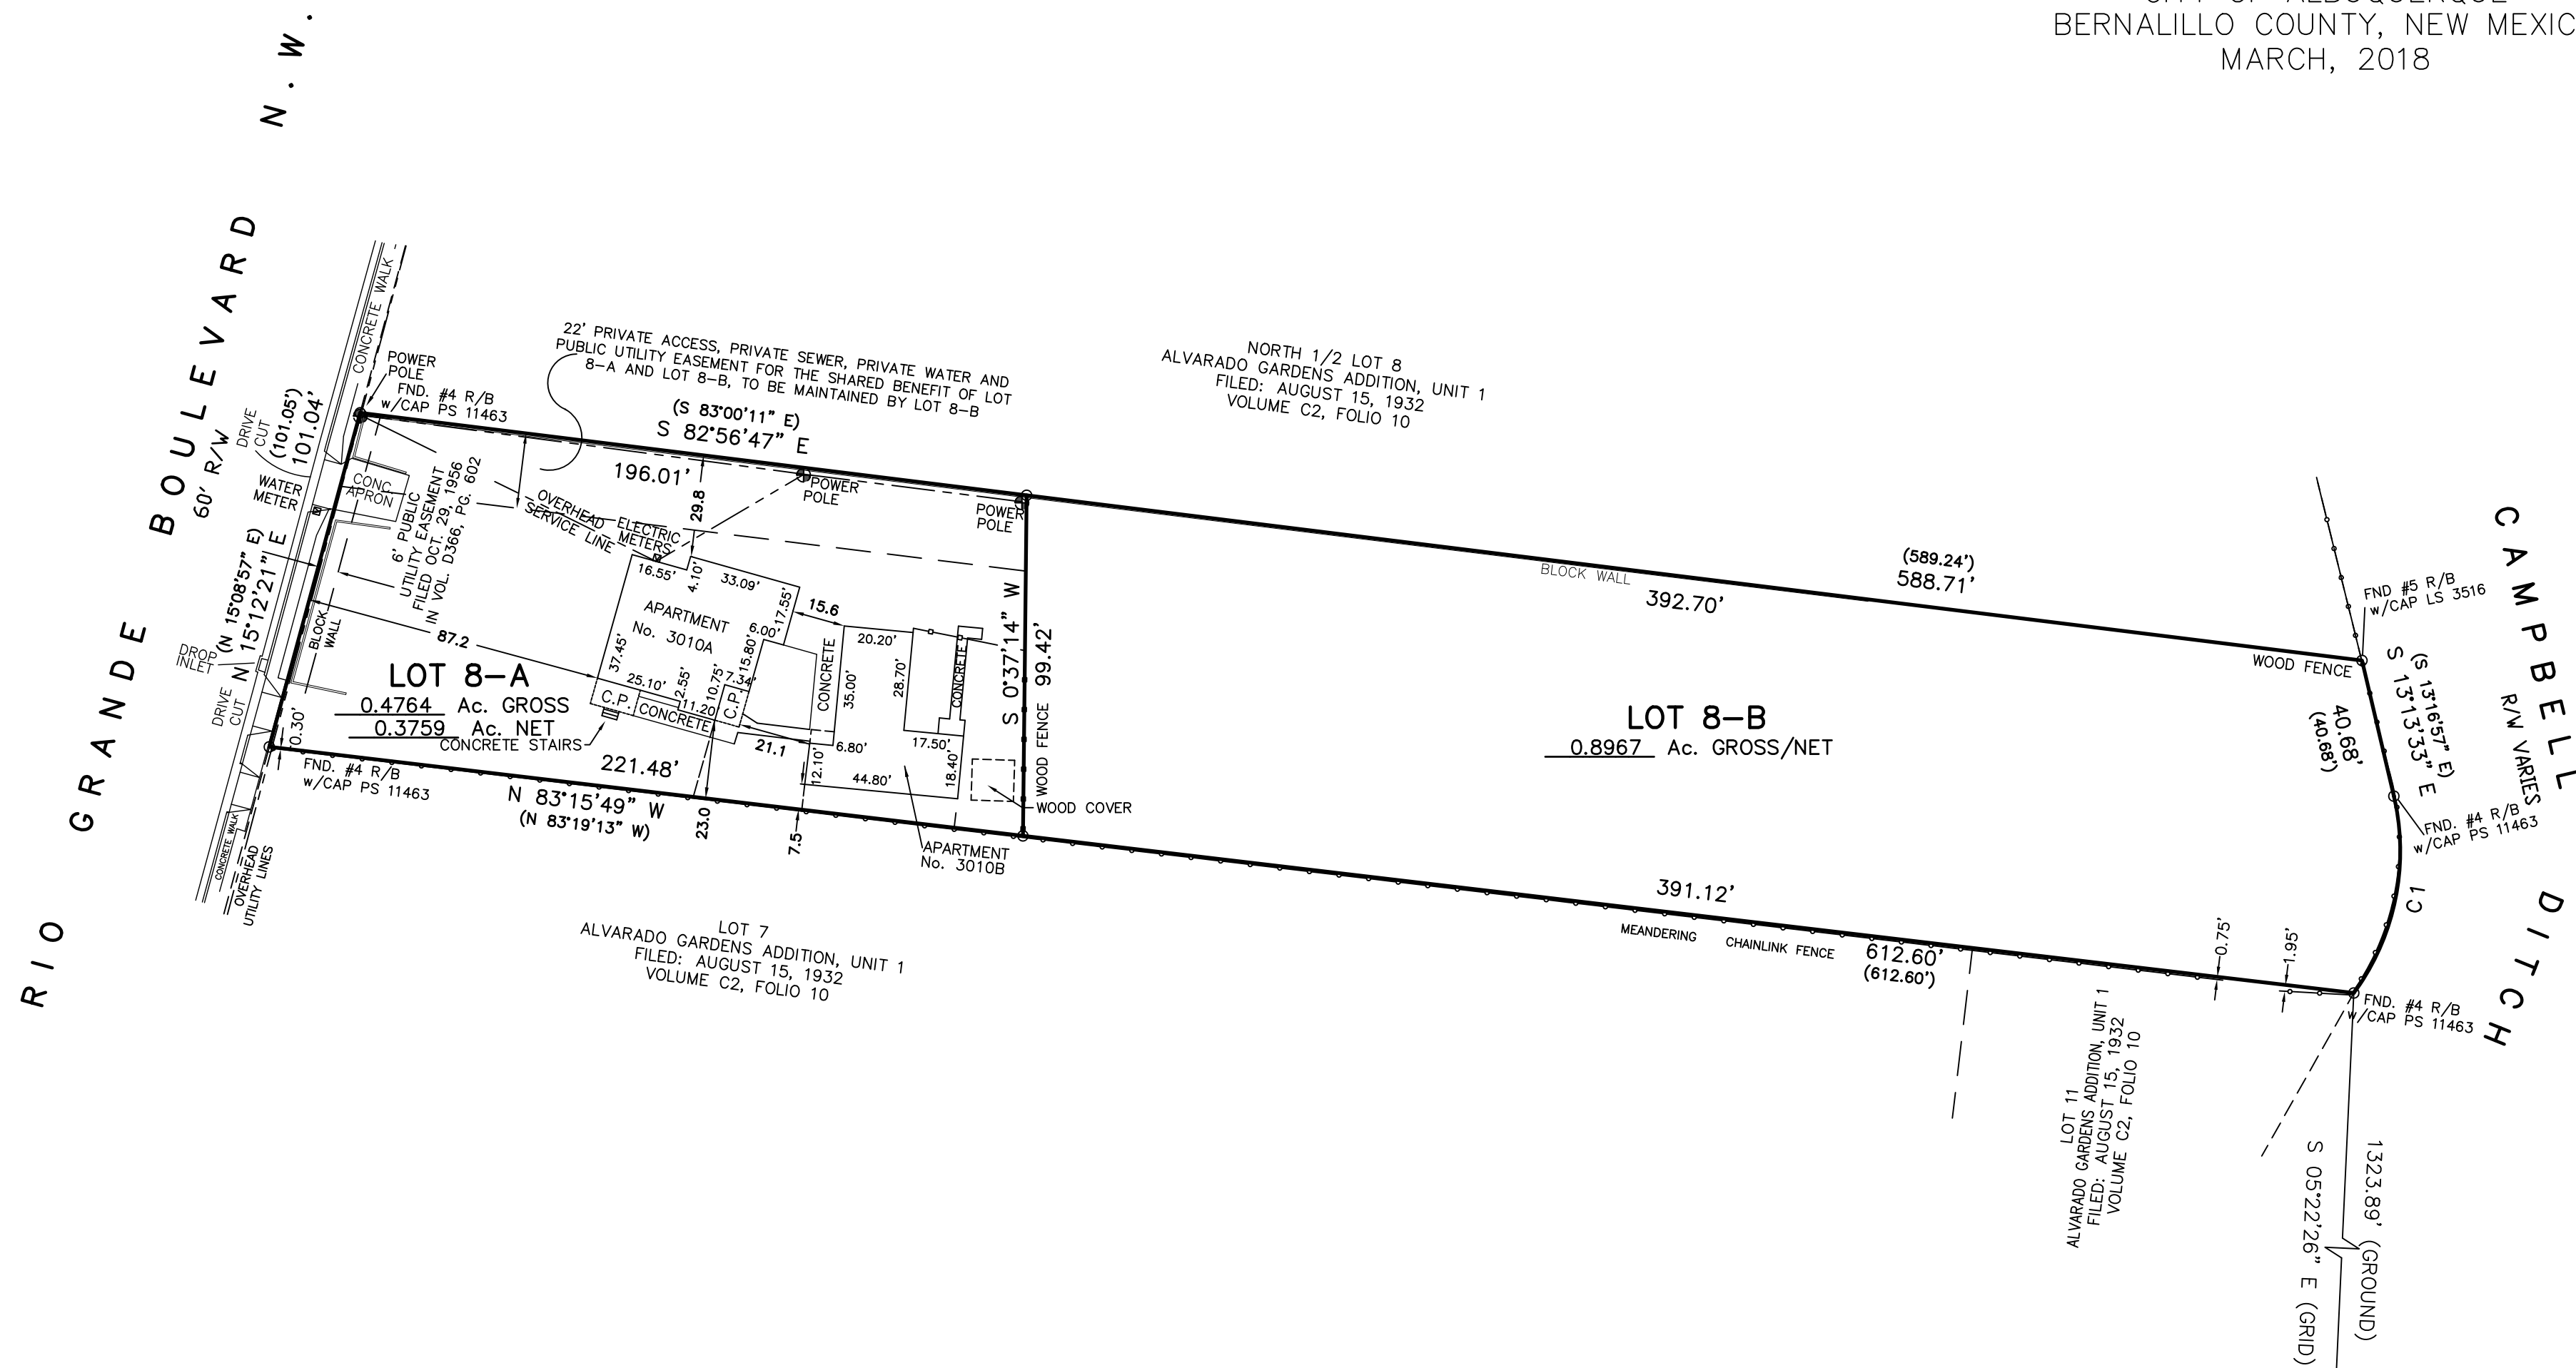 BERNALILLO COUNTY, NEW MEXIC
MARCH, 2018
RIO GRANDE BOULEVARD N.W.
60' R/W
CONCRETE WALK
POWER
POLE
FND. #4 R/B
w/CAP PS 11463
DRIVE
CUT
(101.05')
101.04'
WATER
METER
CONC.
APRON
6' PUBLIC
UTILITY EASEMENT
FILED OCT. 29, 1956
IN VOL. D366, PG. 602
(N 15°08'57" E)
N 15°12'21" E
DROP
INLET
DRIVE
CUT
BLOCK
WALL
0.30'
87.2
22' PRIVATE ACCESS, PRIVATE SEWER, PRIVATE WATER AND
PUBLIC UTILITY EASEMENT FOR THE SHARED BENEFIT OF LOT
8-A AND LOT 8-B, TO BE MAINTAINED BY LOT 8-B
(S 83°00'11" E)
S 82°56'47" E
196.01'
29.8
OVERHEAD
SERVICE LINE
ELECTRIC
METERS
POWER
POLE
POWER
POLE
16.55'
4.10'
33.09'
17.55'
APARTMENT
No. 3010A
37.45'
6.00'
15.80'
7.34'
10.75'
2.55'
25.10'
11.20
C.P.
C.P.
CONCRETE
CONCRETE STAIRS
15.6
CONCRETE
20.20'
35.00'
28.70'
CONCRETE
17.50'
18.40'
6.80'
12.10'
44.80'
21.1
LOT 8-A
0.4764 Ac. GROSS
0.3759 Ac. NET
FND. #4 R/B
w/CAP PS 11463
221.48'
N 83°15'49" W
(N 83°19'13" W)
23.0
7.5
APARTMENT
No. 3010B
WOOD COVER
S 0°37'14" W
99.42'
WOOD FENCE
CONCRETE WALK
OVERHEAD
UTILITY LINES
LOT 7
ALVARADO GARDENS ADDITION, UNIT 1
FILED: AUGUST 15, 1932
VOLUME C2, FOLIO 10
NORTH 1/2 LOT 8
ALVARADO GARDENS ADDITION, UNIT 1
FILED: AUGUST 15, 1932
VOLUME C2, FOLIO 10
BLOCK WALL
392.70'
(589.24')
588.71'
LOT 8-B
0.8967 Ac. GROSS/NET
391.12'
MEANDERING CHAINLINK FENCE
612.60'
(612.60')
WOOD FENCE
FND #5 R/B
w/CAP LS 3516
(S 13°16'57" E)
S 13°13'33" E
40.68'
(40.68')
FND. #4 R/B
w/CAP PS 11463
C1
CAMPBELL DITCH
R/W VARIES
0.75'
1.95'
FND. #4 R/B
w/CAP PS 11463
LOT 11
ALVARADO GARDENS ADDITION, UNIT 1
FILED: AUGUST 15, 1932
VOLUME C2, FOLIO 10
1323.89' (GROUND)
S 05°22'26" E (GRID)